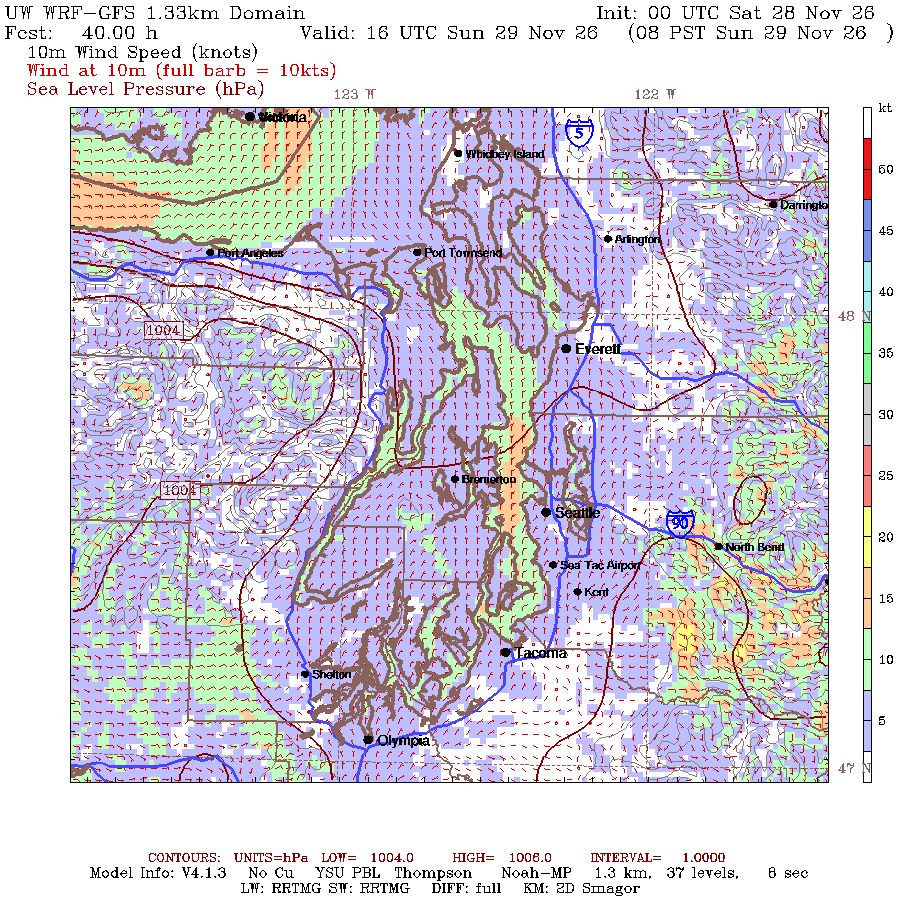 UW WRF-GFS 1.33km Domain Init: 00 UTC Sat 28 Nov 26
Fcst: 40.00 h Valid: 16 UTC Sun 29 Nov 26 (08 PST Sun 29 Nov 26 )
10m Wind Speed (knots)
Wind at 10m (full barb = 10kts)
Sea Level Pressure (hPa)
123 W 122 W
kt
Victoria
5
Whidbey Island
60
Darringto
45
Arlington
Port Angeles
Port Townsend
40
48 N
1004
Everett
35
30
Bremerton
25
1004
Seattle
90
20
North Bend
Sea Tac Airport
Kent
15
Tacoma
10
Shelton
5
Olympia
47 N
CONTOURS: UNITS=hPa LOW= 1004.0 HIGH= 1006.0 INTERVAL= 1.0000
Model Info: V4.1.3 No Cu YSU PBL Thompson Noah-MP 1.3 km, 37 levels, 8 sec
LW: RRTMG SW: RRTMG DIFF: full KM: 2D Smagor